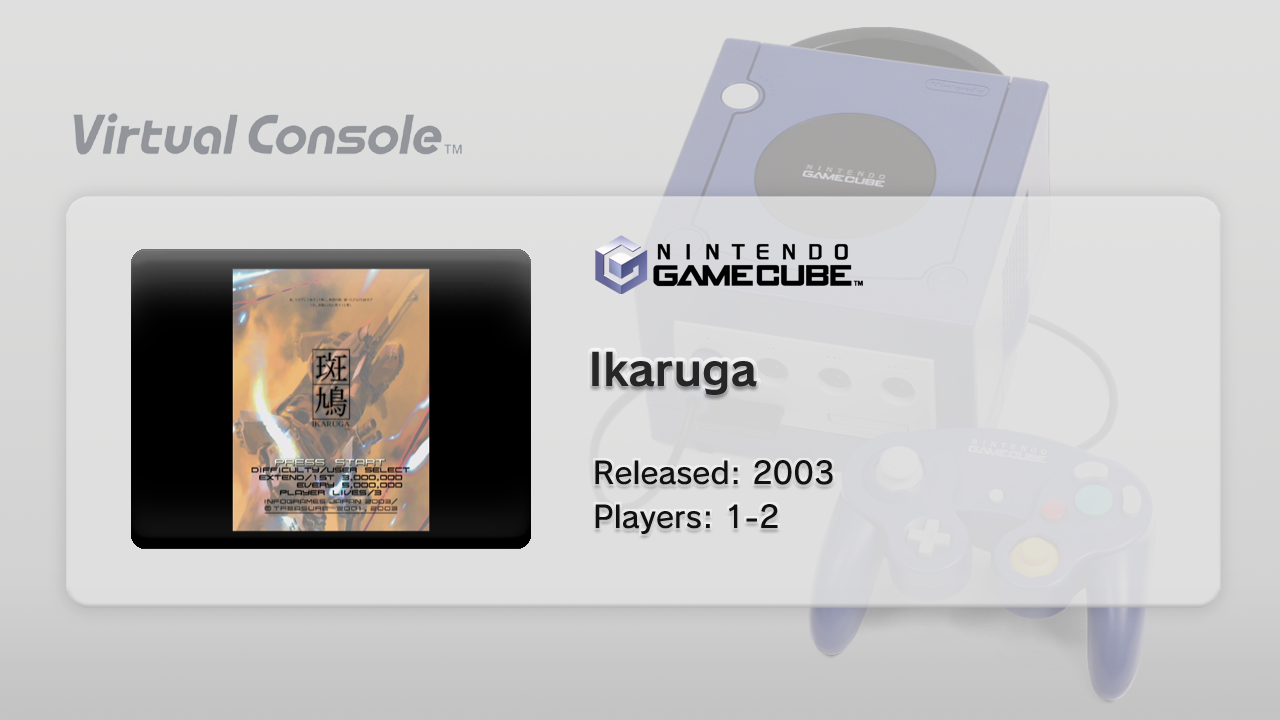 Virtual Console™
NINTENDO
GAMECUBE
NINTENDO
GAMECUBE™
Ikaruga
Released: 2003
Players: 1-2
斑
鳩
IKARUGA
PRESS START
DIFFICULTY/USER SELECT
EXTEND/1ST 3,000,000
EVERY 5,000,000
PLAYER LIVES/3
INFOGRAMES JAPAN 2003/
©TREASURE 2001, 2003
NINTENDO
GAMECUBE